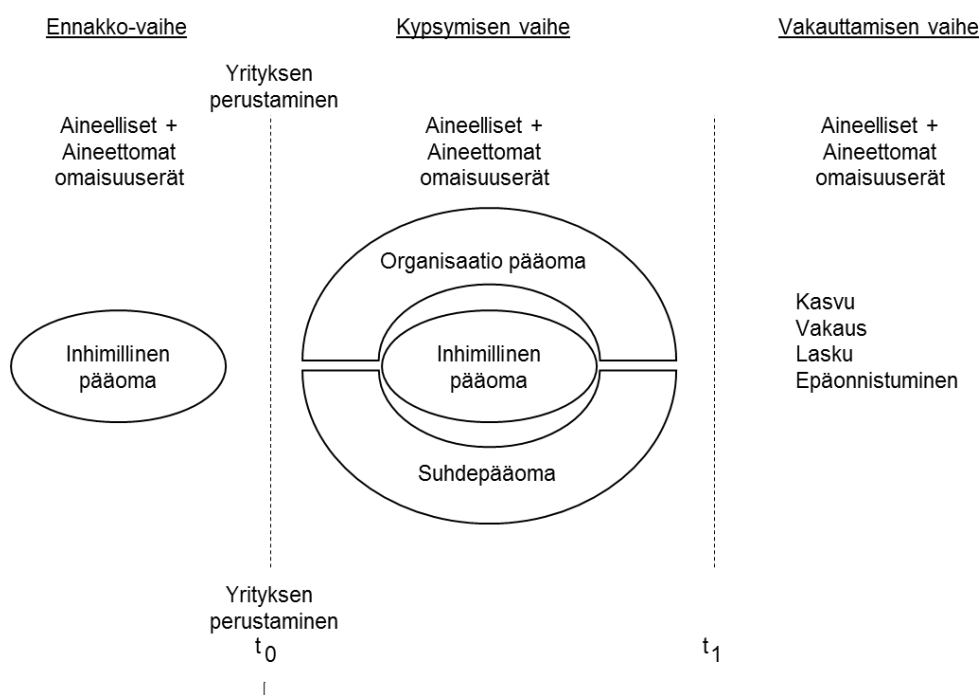 Ennakko-vaihe
Kypsymisen vaihe
Vakauttamisen vaihe
Yrityksen
perustaminen
Aineelliset +
Aineettomat
omaisuuserät
Aineelliset +
Aineettomat
omaisuuserät
Aineelliset +
Aineettomat
omaisuuserät
Organisaatio pääoma
Inhimillinen
pääoma
Inhimillinen
pääoma
Suhdepääoma
Kasvu
Vakaus
Lasku
Epäonnistuminen
Yrityksen
perustaminen
t0
t1